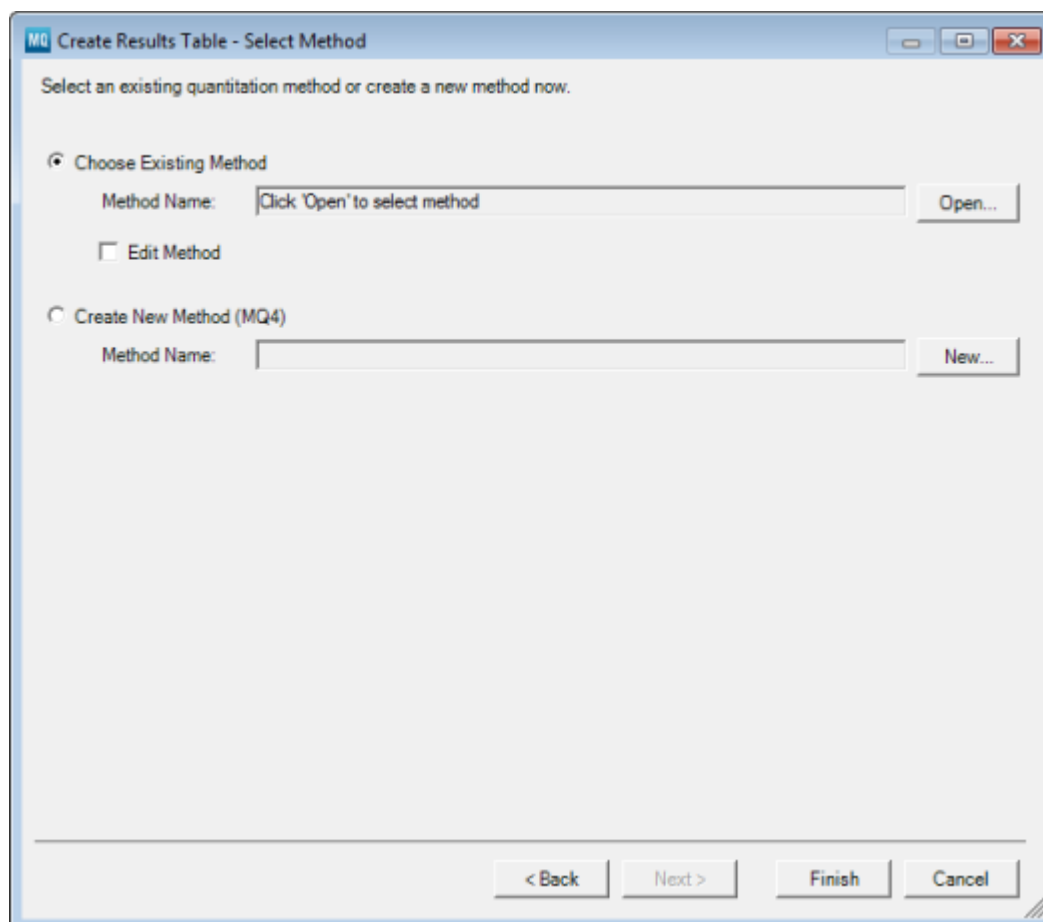 MQ Create Results Table - Select Method
Select an existing quantitation method or create a new method now.
Choose Existing Method
Method Name: Click 'Open' to select method Open...
Edit Method
Create New Method (MQ4)
Method Name: New...
< Back Next > Finish Cancel